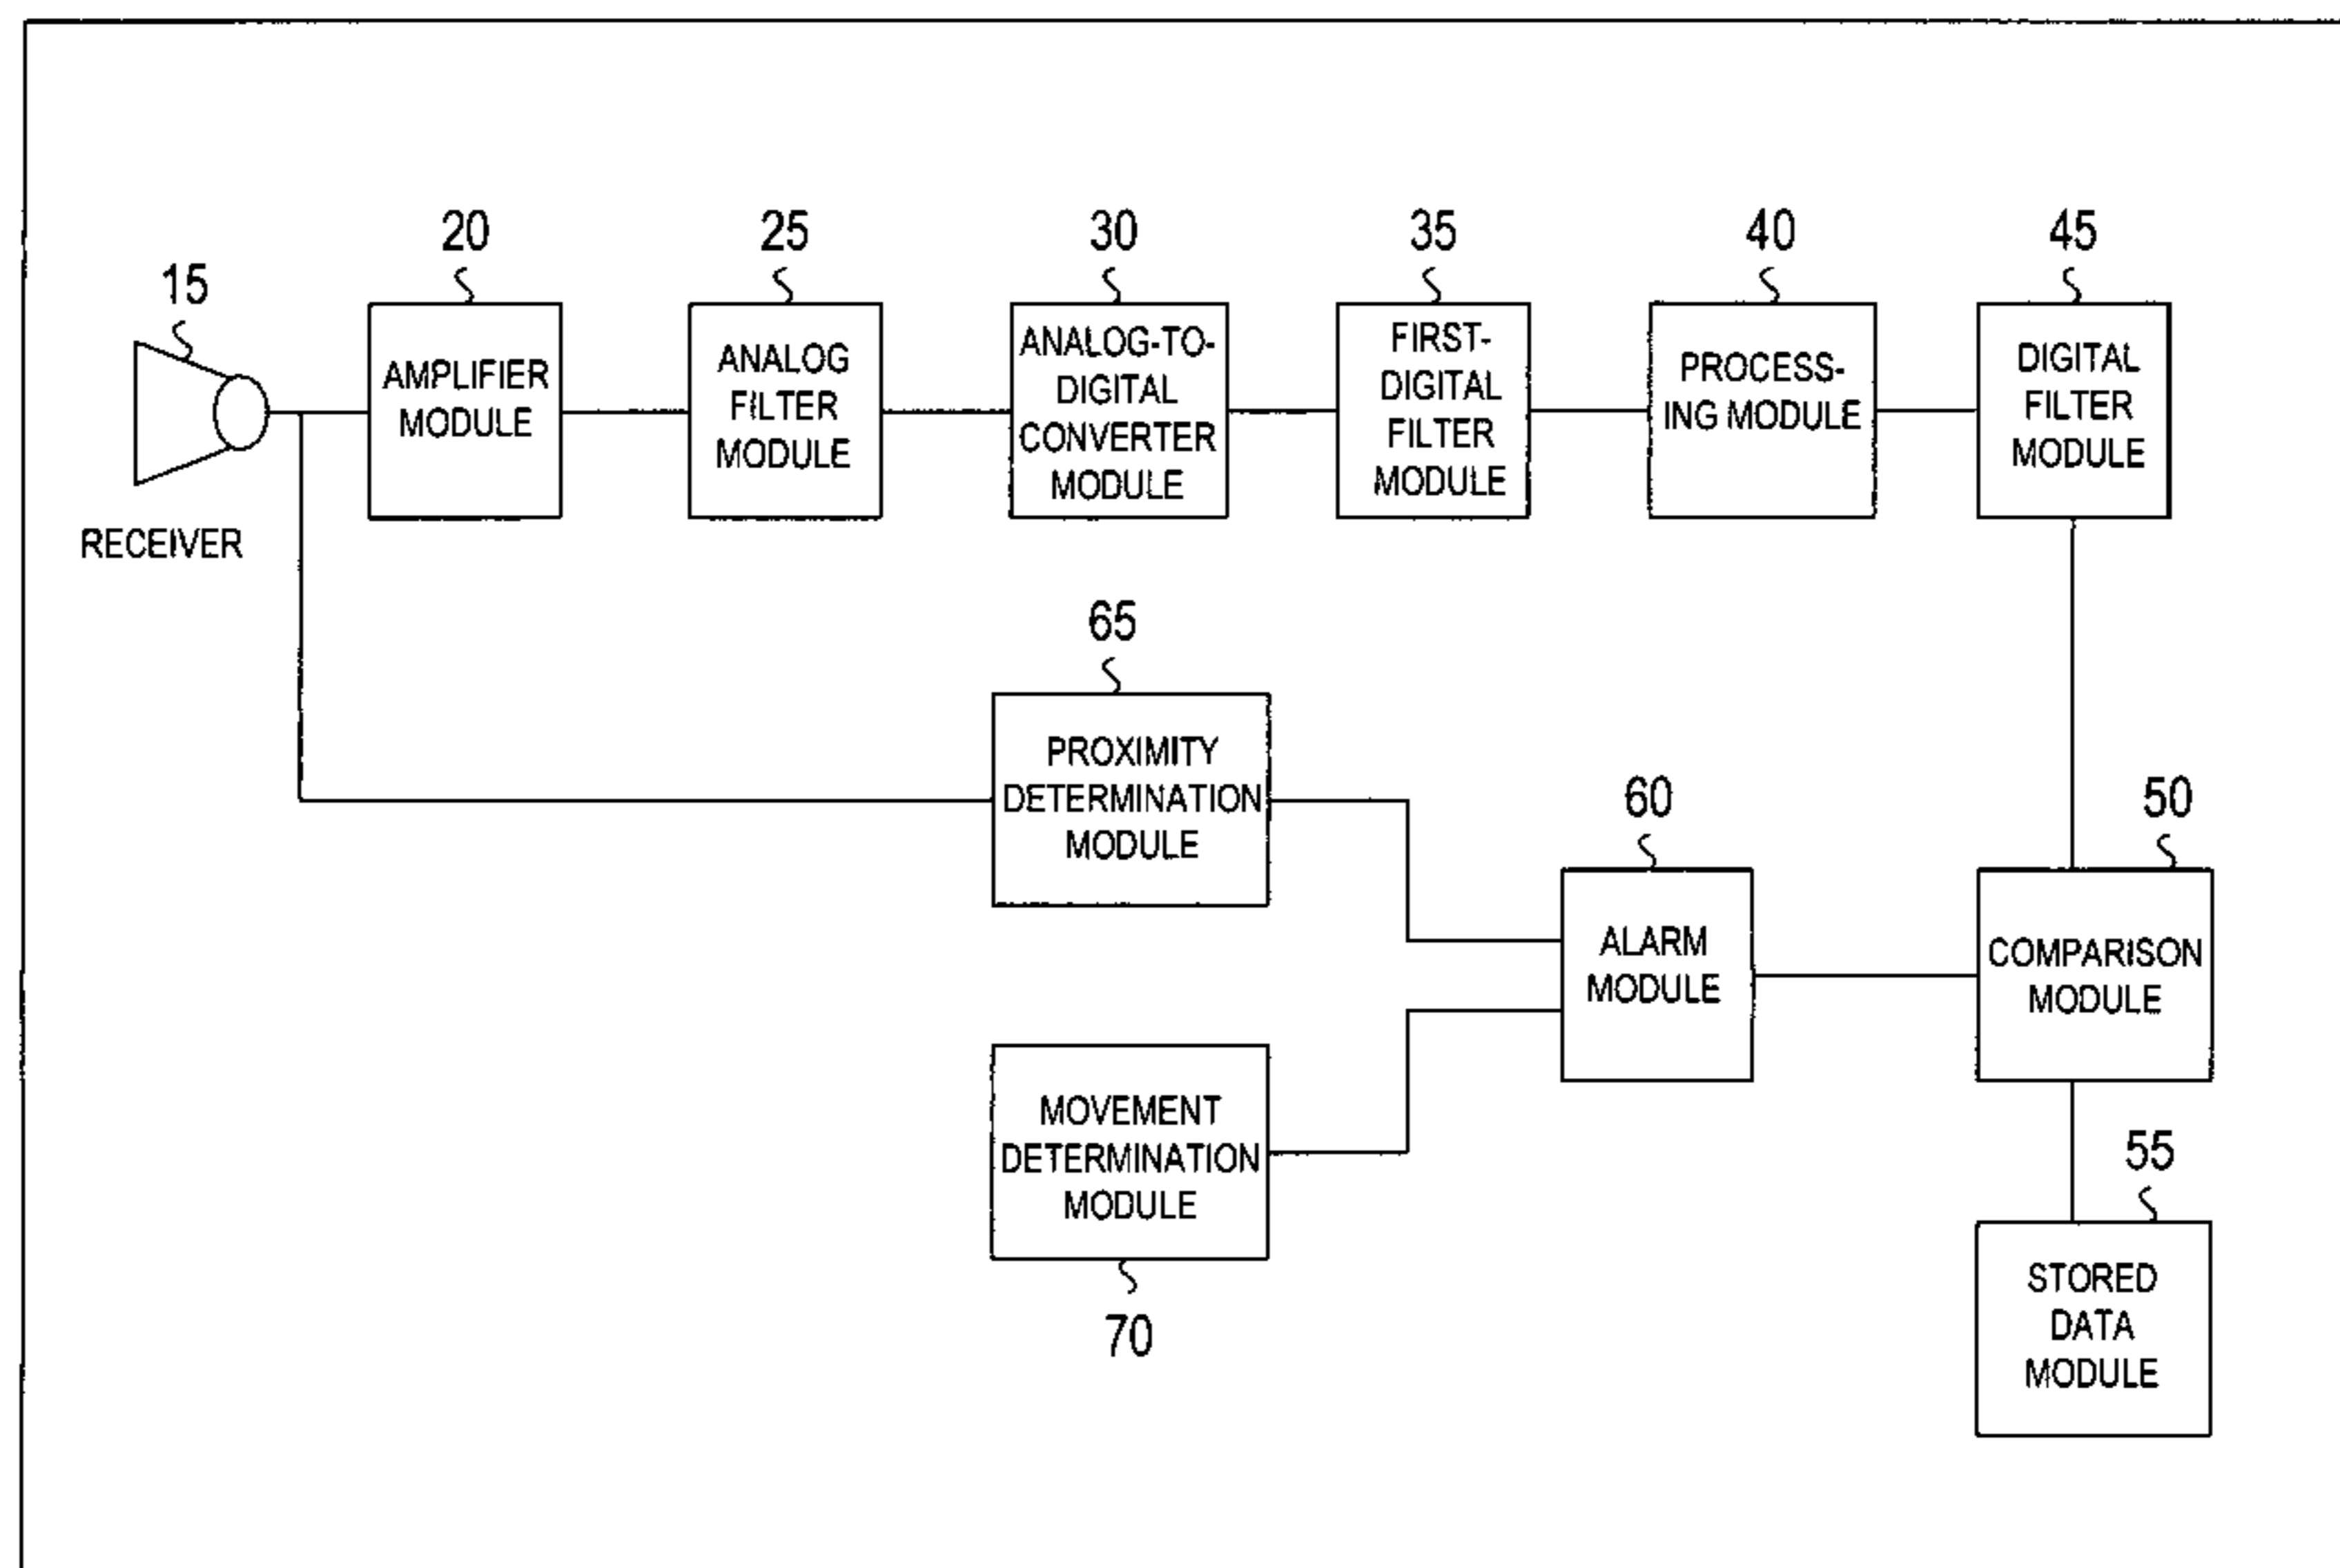 20
25
30
35
40
45
15
AMPLIFIER
MODULE
ANALOG
FILTER
MODULE
ANALOG-TO-
DIGITAL
CONVERTER
MODULE
FIRST-
DIGITAL
FILTER
MODULE
PROCESS-
ING MODULE
DIGITAL
FILTER
MODULE
RECEIVER
65
PROXIMITY
DETERMINATION
MODULE
60
ALARM
MODULE
50
COMPARISON
MODULE
MOVEMENT
DETERMINATION
MODULE
70
55
STORED
DATA
MODULE